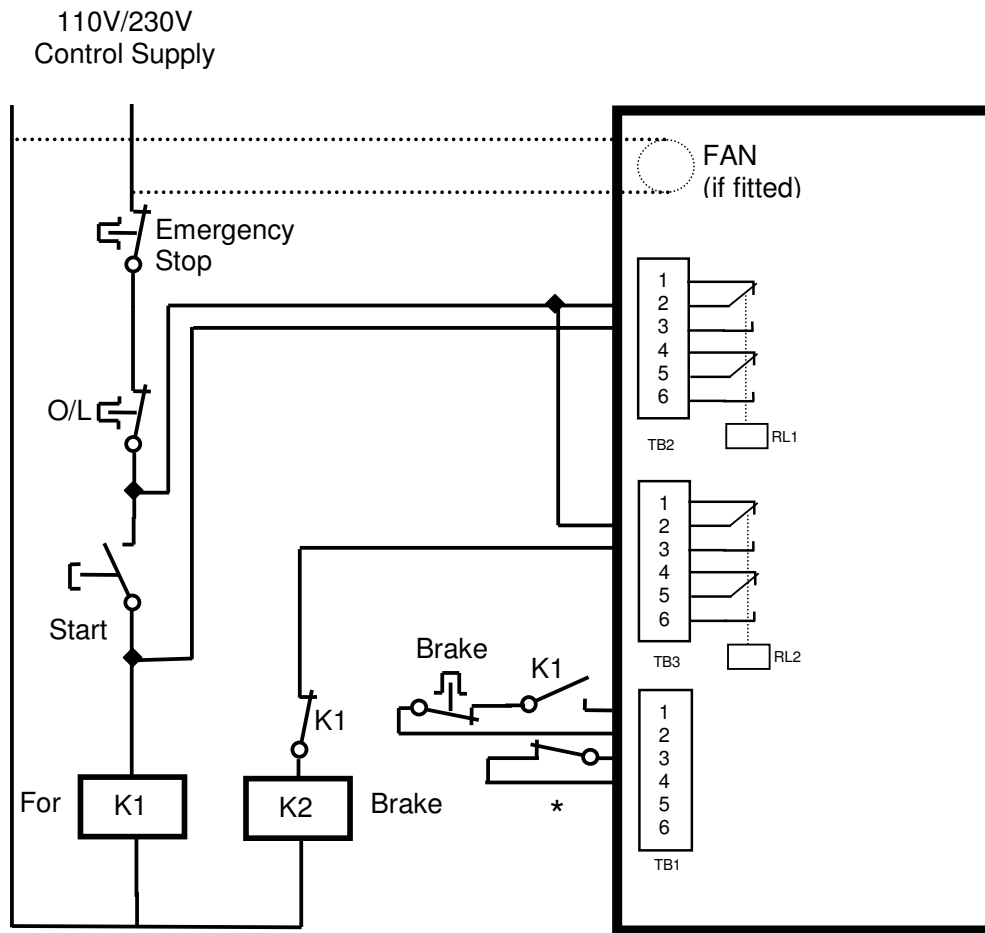 110V/230V
Control Supply
FAN
(if fitted)
Emergency
Stop
1
2
3
4
5
6
TB2
RL1
O/L
Start
1
2
3
4
5
6
TB3
RL2
Brake
K1
K1
1
2
3
4
5
6
TB1
*
For
K1
K2
Brake